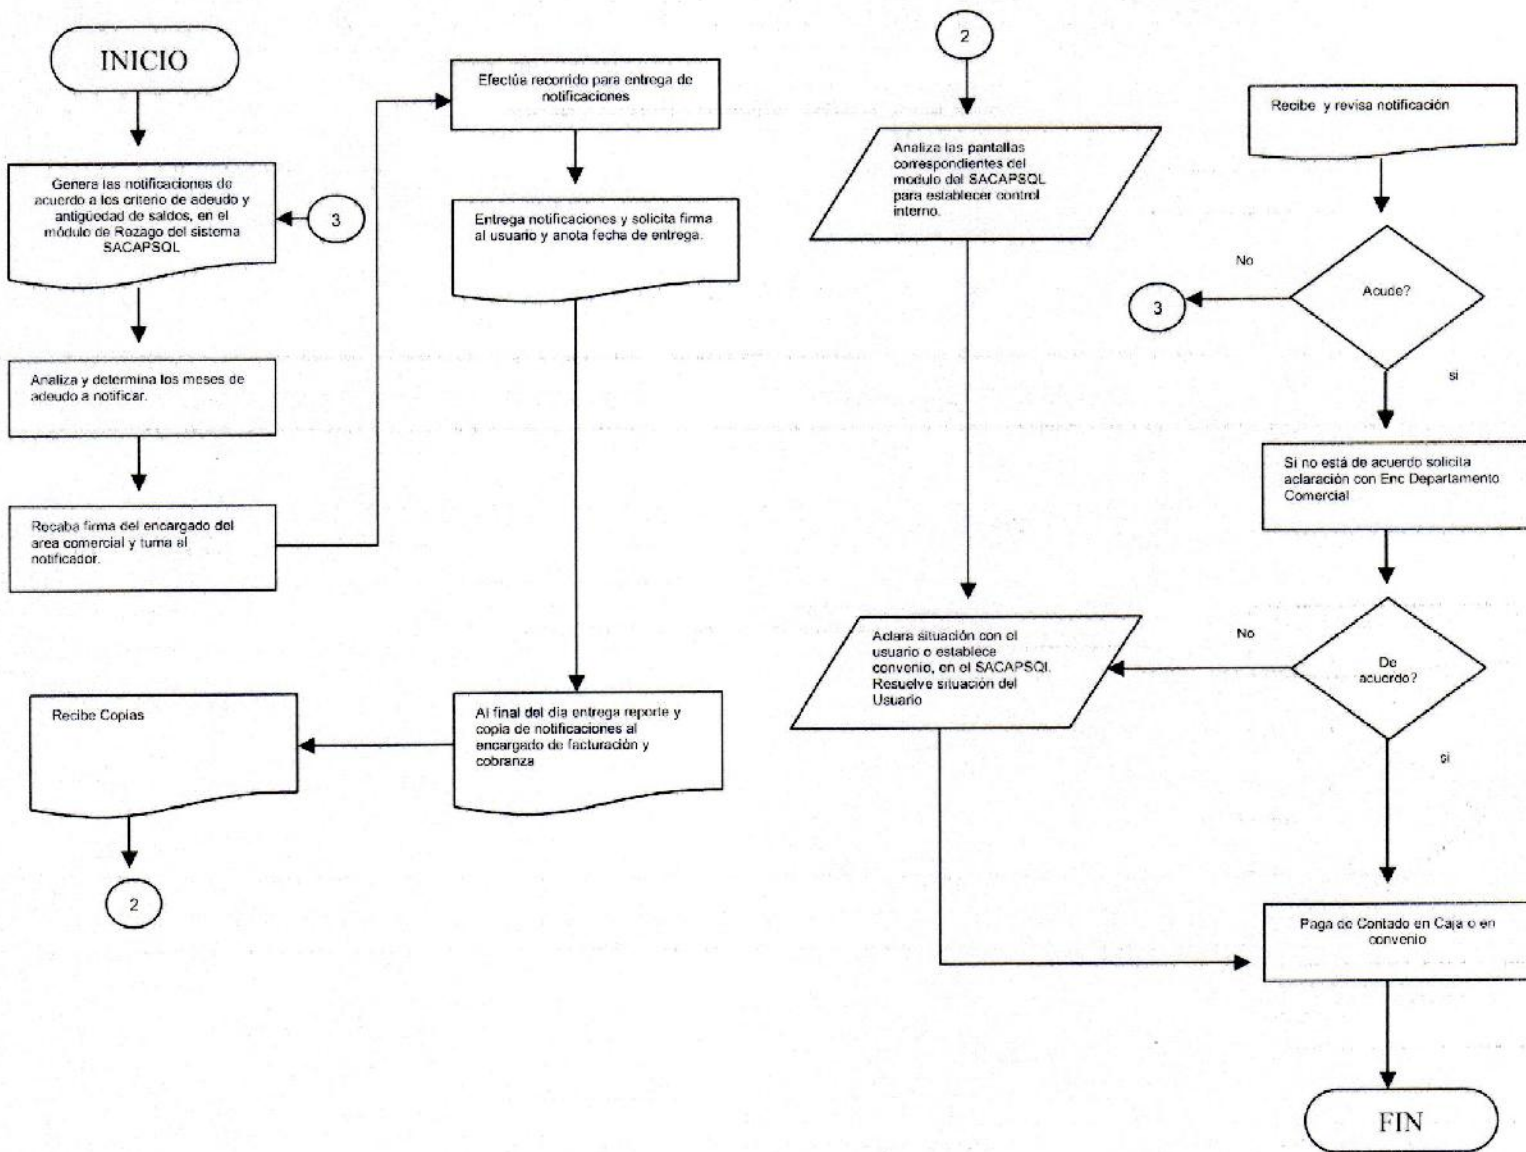 INICIO
Genera las notificaciones de
acuerdo a los criterio de adeudo y
antigüedad de saldos, en el
módulo de Rezago del sistema
SACAPSQL
3
Analiza y determina los meses de
adeudo a notificar.
Recaba firma del encargado del
area comercial y turna al
notificador.
Recibe Copias
2
Efectúa recorrido para entrega de
notificaciones
Entrega notificaciones y solicita firma
al usuario y anota fecha de entrega.
Al final del día entrega reporte y
copia de notificaciones al
encargado de facturación y
cobranza
2
Analiza las pantallas
correspondientes del
modulo del SACAPSQL
para establecer control
interno.
Aclara situación con el
usuario o establece
convenio, en el SACAPSQL
Resuelve situación del
Usuario
Recibe y revisa notificación
No
Acude?
3
si
Si no está de acuerdo solicita
aclaración con Enc Departamento
Comercial
No
De
acuerdo?
si
Paga de Contado en Caja o en
convenio
FIN